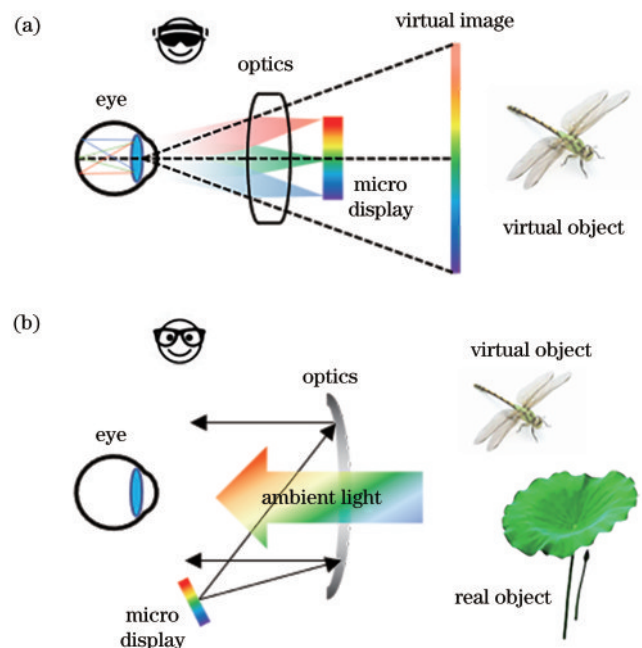 (a)
virtual image
optics
eye
micro
display
virtual object
(b)
virtual object
optics
eye
ambient light
real object
micro
display